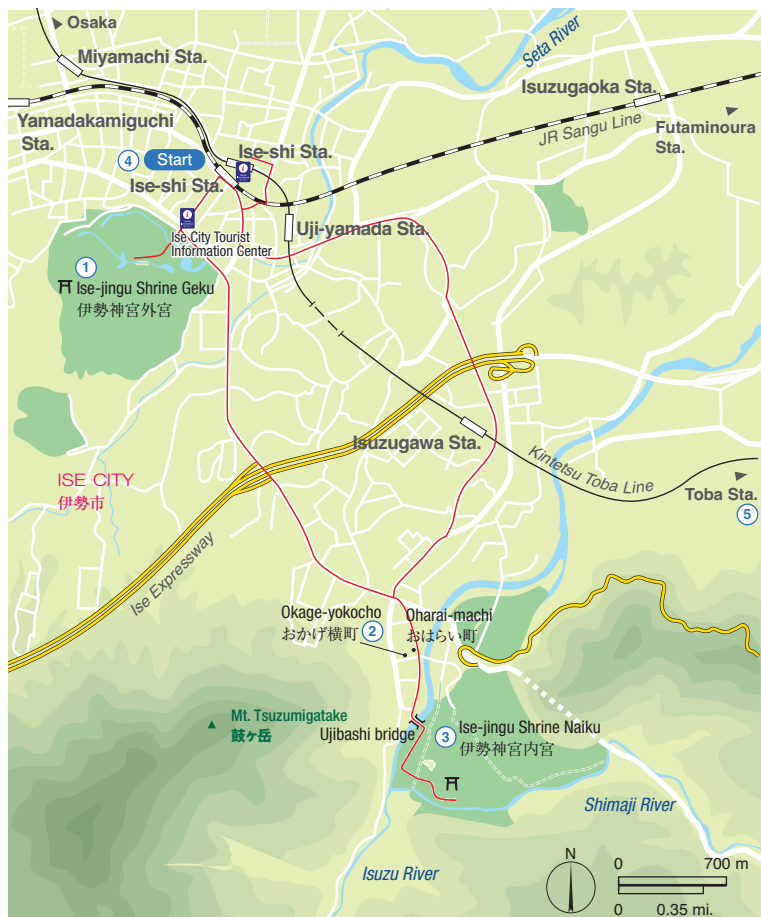 Osaka
Miyamachi Sta.
Seta River
Isuzugaoka Sta.
Yamadakamiguchi
Sta.
JR Sangu Line
Futaminoura
Sta.
4
Start
Ise-shi Sta.
Ise-shi Sta.
i
i
Uji-yamada Sta.
Ise City Tourist
Information Center
1
Ise-jingu Shrine Geku
伊勢神宮外宮
Isuzugawa Sta.
Kintetsu Toba Line
ISE CITY
伊勢市
Toba Sta.
5
Ise Expressway
Okage-yokocho
おかげ横町
2
Oharai-machi
おはらい町
Mt. Tsuzumigatake
鼓ヶ岳
Ujibashi bridge
3
Ise-jingu Shrine Naiku
伊勢神宮内宮
Shimaji River
Isuzu River
N
0 700 m
0 0.35 mi.